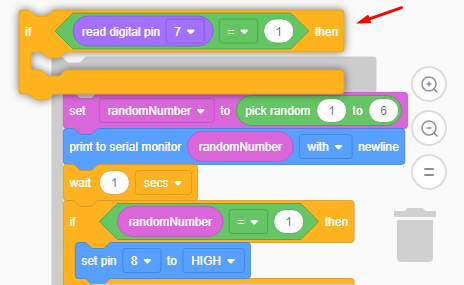 if read digital pin 7 = 1 then
set randomNumber to pick random 1 to 6
print to serial monitor randomNumber with newline
wait 1 secs
if randomNumber = 1 then
set pin 8 to HIGH